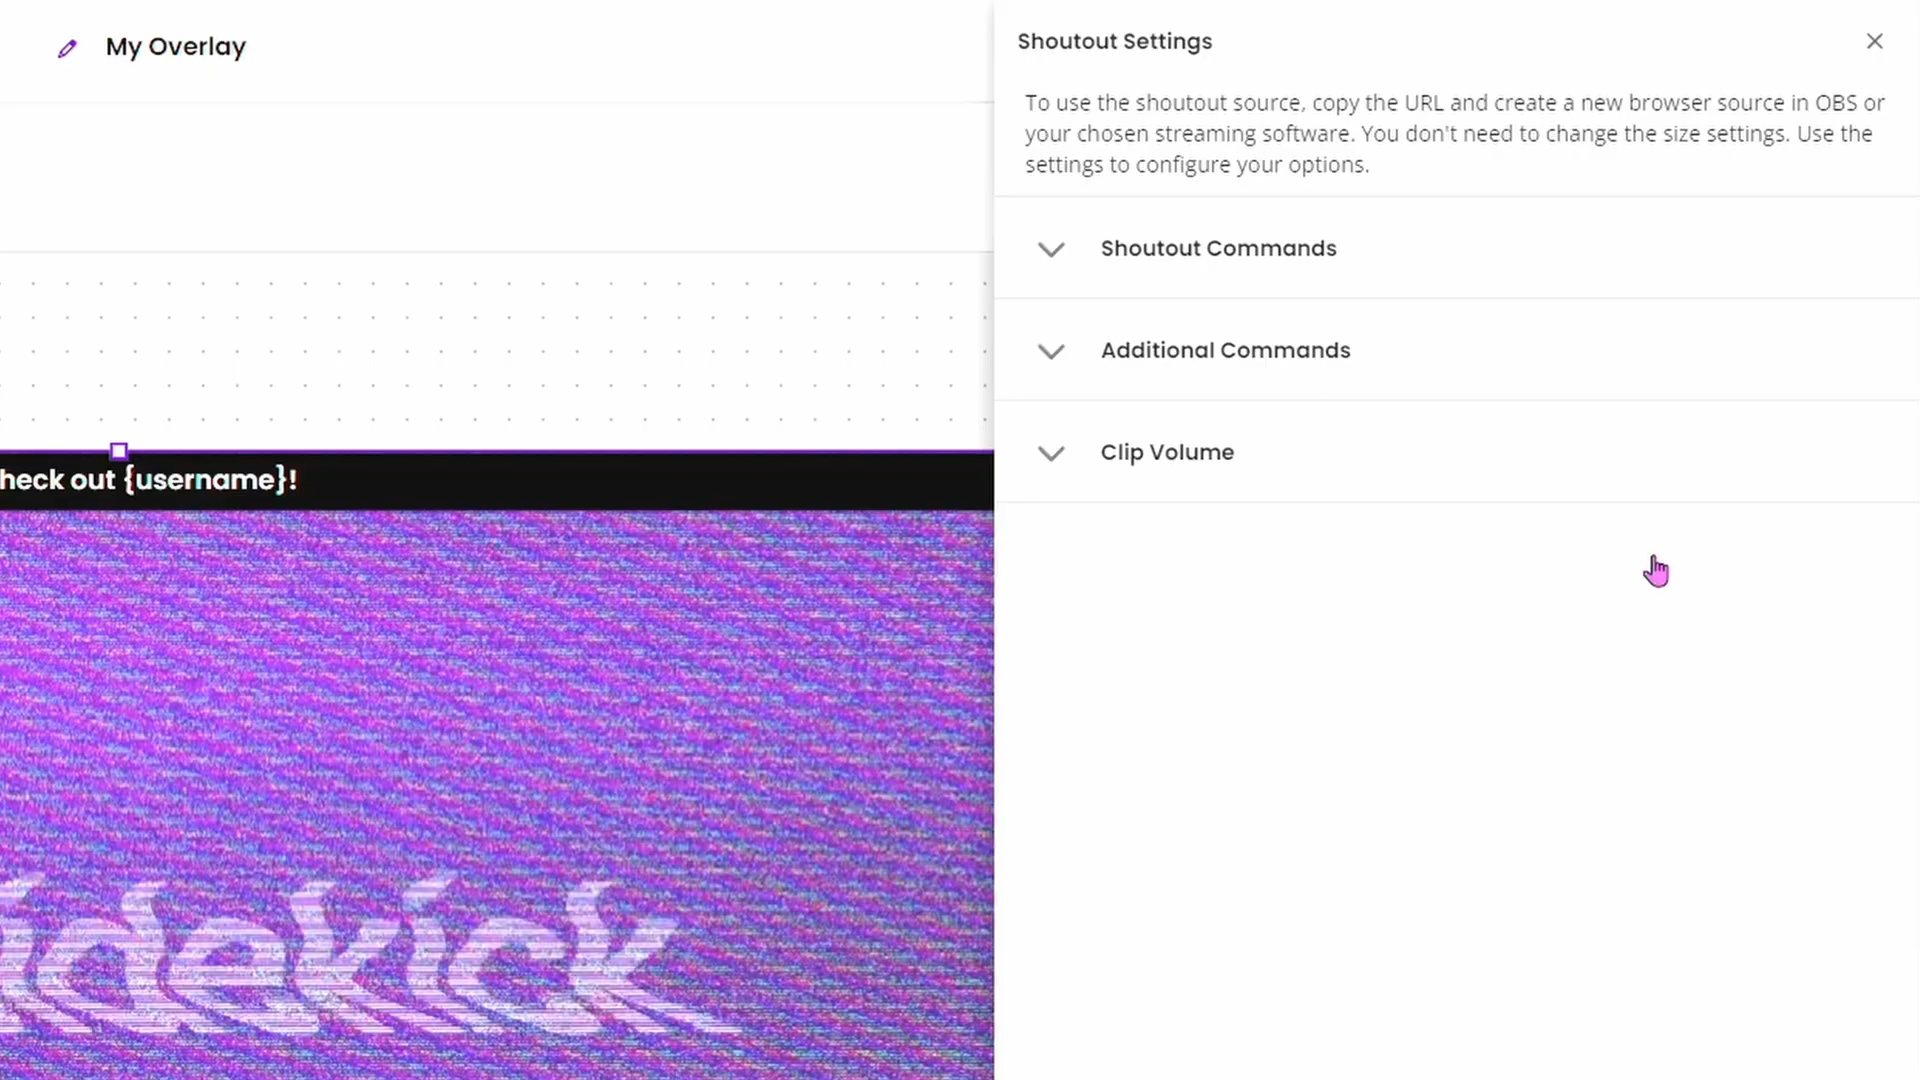 My Overlay
Shoutout Settings
To use the shoutout source, copy the URL and create a new browser source in OBS or
your chosen streaming software. You don't need to change the size settings. Use the
settings to configure your options.
Shoutout Commands
Additional Commands
Clip Volume
heck out {username}!
idekick